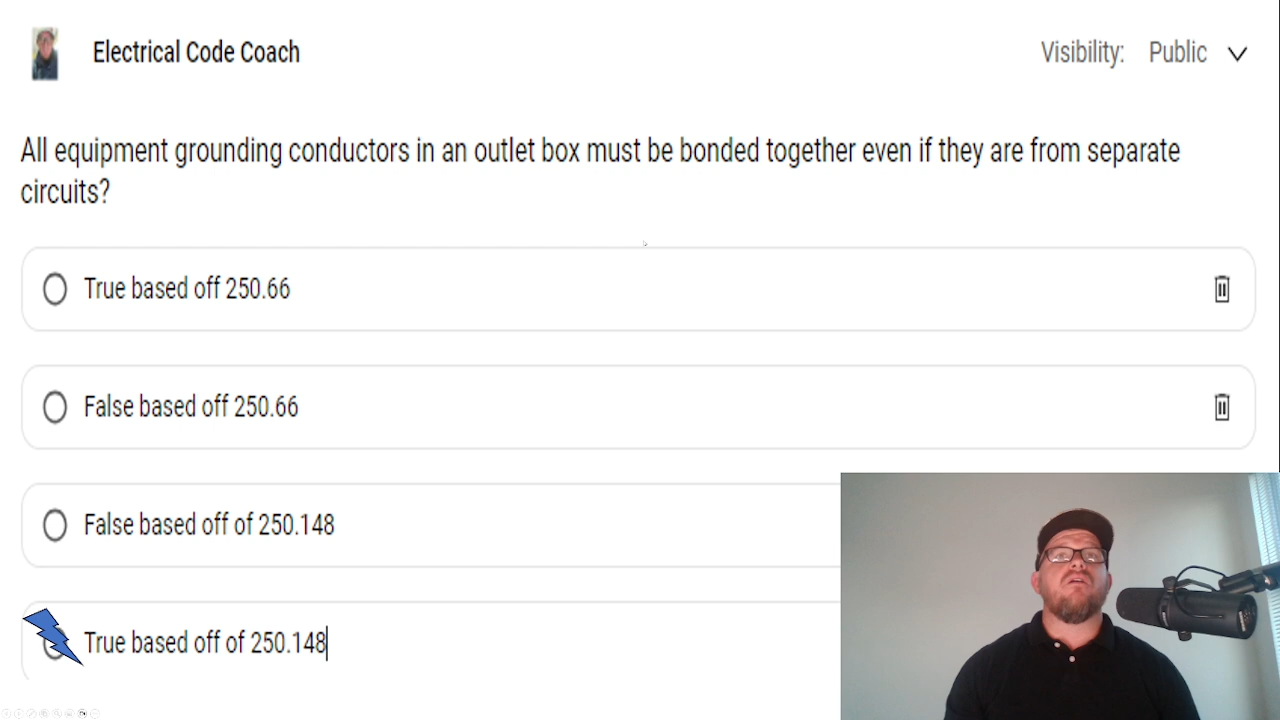 Electrical Code Coach
Visibility: Public
All equipment grounding conductors in an outlet box must be bonded together even if they are from separate
circuits?
True based off 250.66
False based off 250.66
False based off of 250.148
True based off of 250.148